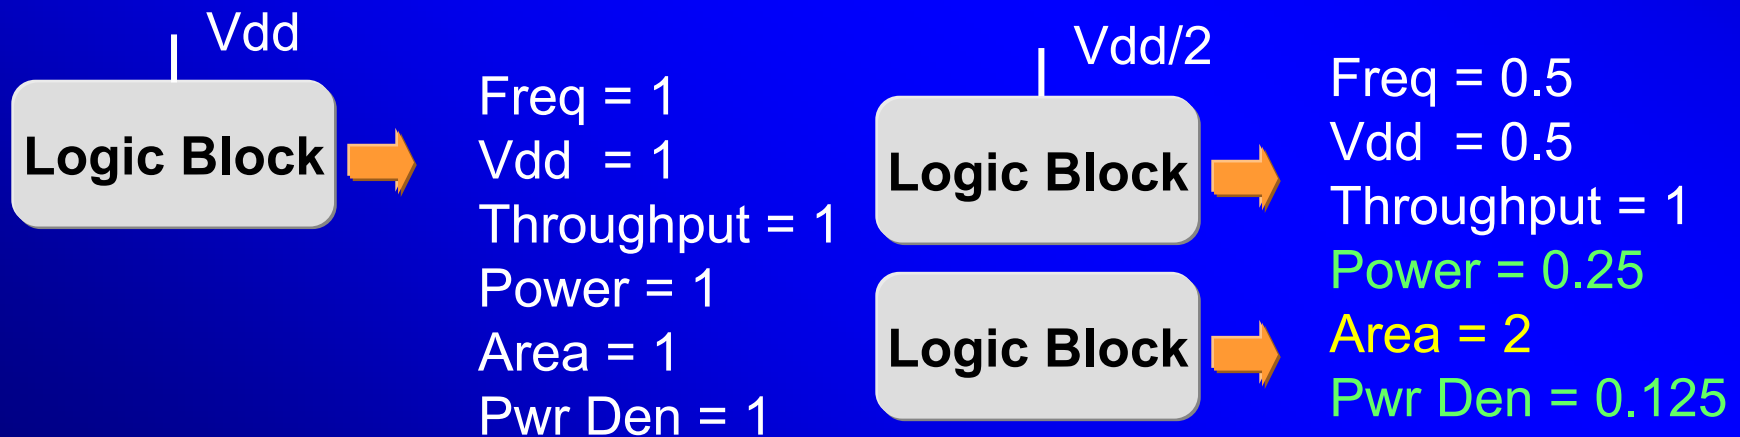 Vdd
Logic Block
Freq = 1
Vdd = 1
Throughput = 1
Power = 1
Area = 1
Pwr Den = 1
Vdd/2
Logic Block
Logic Block
Freq = 0.5
Vdd = 0.5
Throughput = 1
Power = 0.25
Area = 2
Pwr Den = 0.125